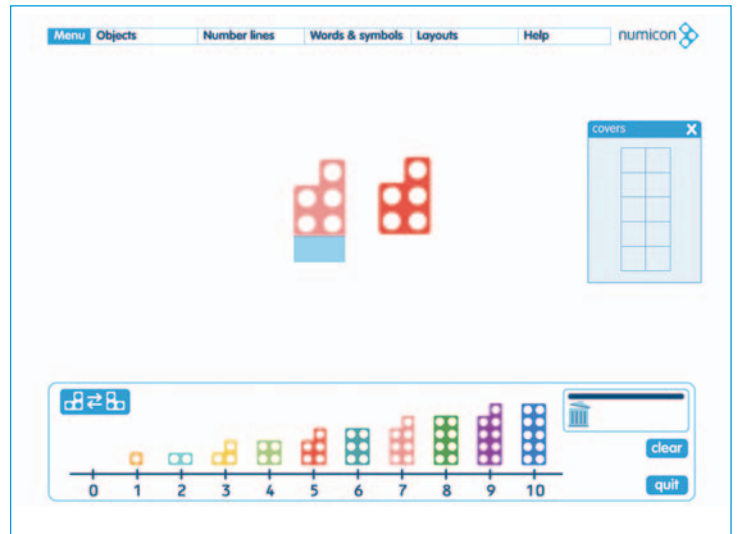 Menu Objects Number lines Words & symbols Layouts Help numicon
covers X
0 1 2 3 4 5 6 7 8 9 10
clear
quit